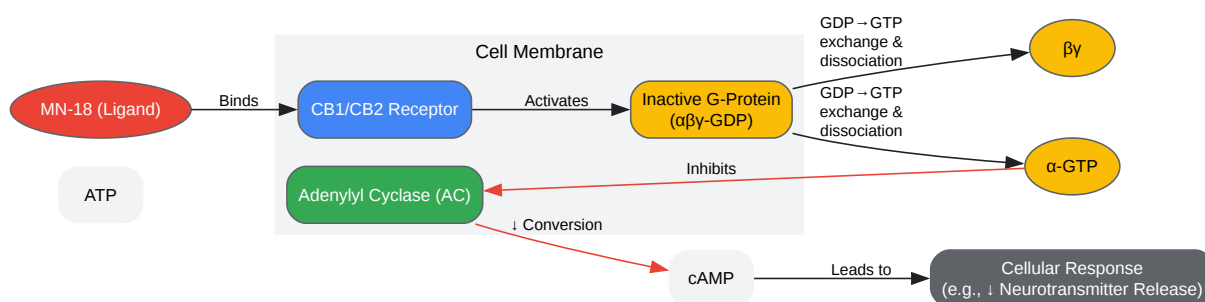 Cell Membrane
MN-18 (Ligand)
Binds
CB1/CB2 Receptor
Activates
Inactive G-Protein
(αβγ-GDP)
GDP→GTP
exchange &
dissociation
βγ
GDP→GTP
exchange &
dissociation
α-GTP
Inhibits
Adenylyl Cyclase (AC)
ATP
↓ Conversion
cAMP
Leads to
Cellular Response
(e.g., ↓ Neurotransmitter Release)